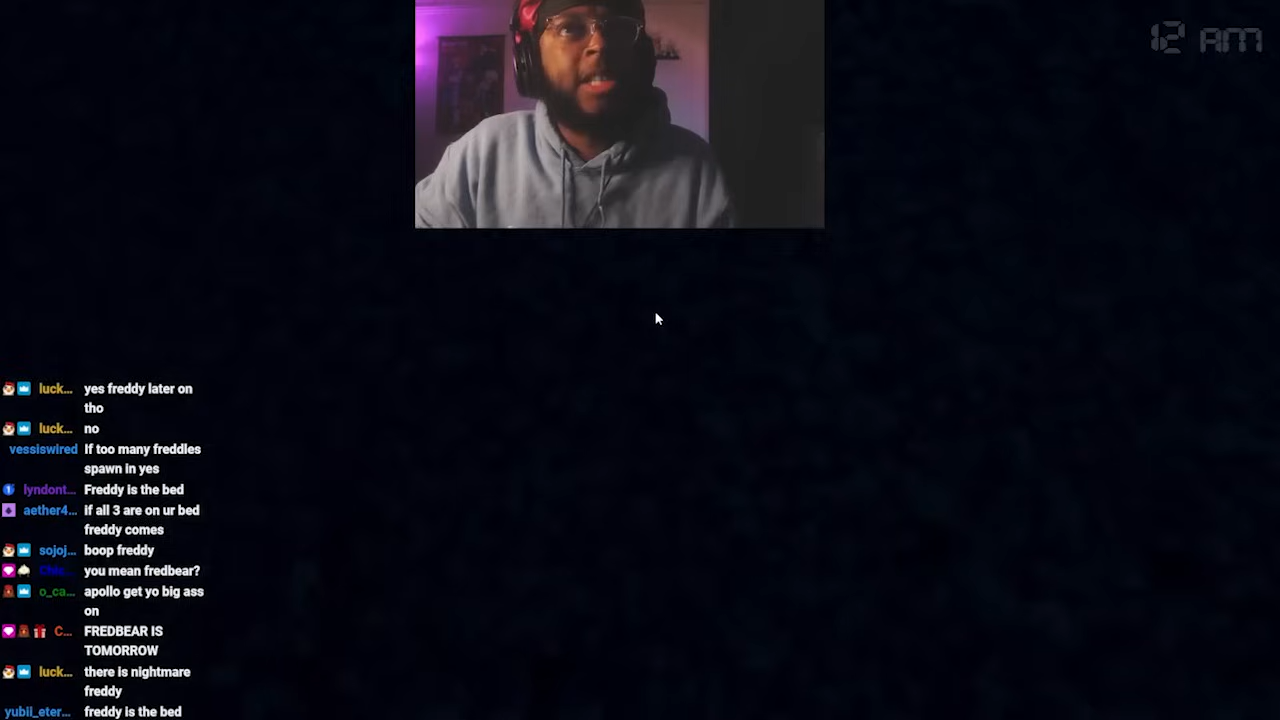 12 AM
luck... yes freddy later on
tho
luck... no
vessiswired If too many freddles
spawn in yes
lyndont... Freddy is the bed
aether4... if all 3 are on ur bed
freddy comes
sojoj... boop freddy
you mean fredbear?
o_ca... apollo get yo big ass
on
C... FREDBEAR IS
TOMORROW
luck... there is nightmare
freddy
yubii_eter... freddy is the bed